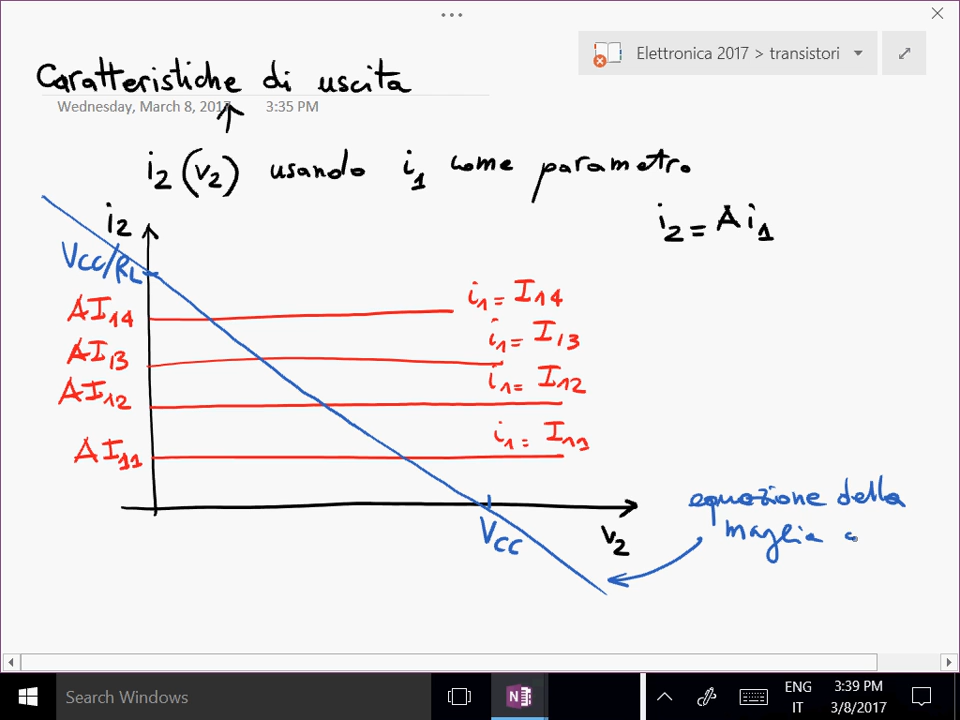 Elettronica 2017 > transistori
Caratteristiche di uscita
Wednesday, March 8, 2017 3:35 PM
i2 (v2) usando i1 come parametro
i2 = A i1
i2
VCC/RL
AI14
i1 = I14
AI13
i1 = I13
AI12
i1 = I12
AI11
i1 = I11
VCC
v2
equazione della
maglia
Search Windows
N
ENG
IT
3:39 PM
3/8/2017